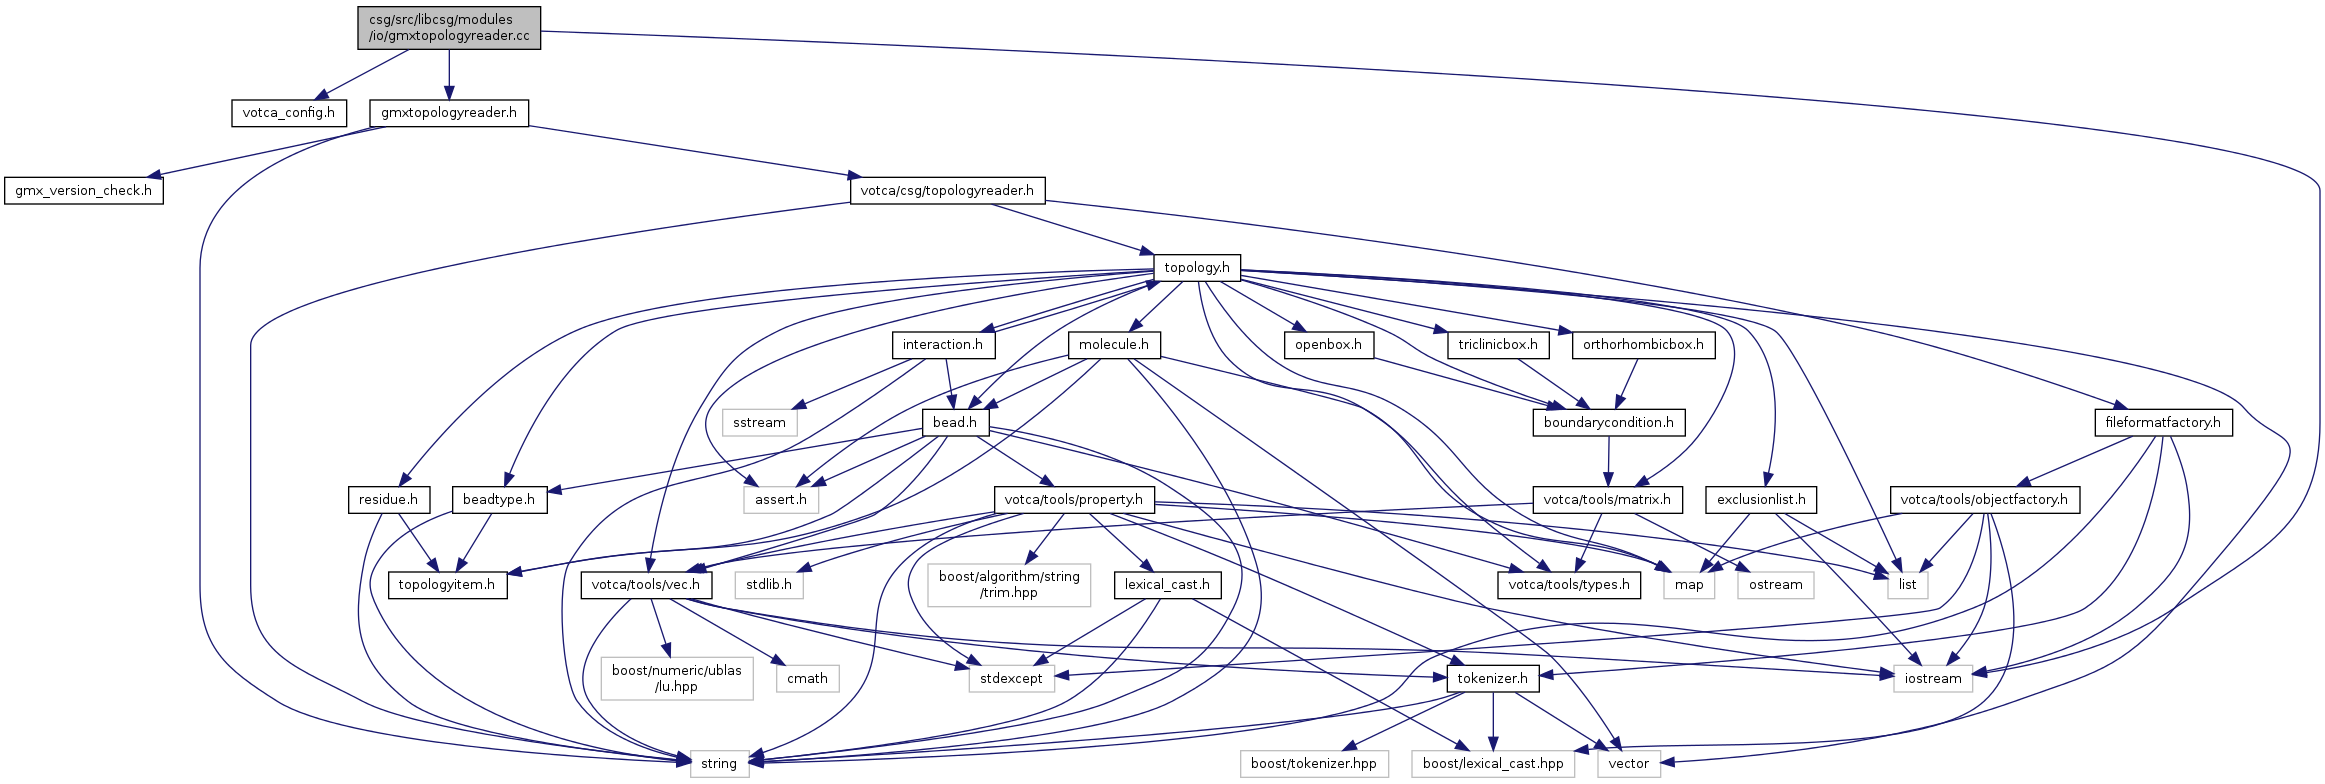 csg/src/libcsg/modules
/io/gmxtopologyreader.cc
votca_config.h
gmxtopologyreader.h
gmx_version_check.h
votca/csg/topologyreader.h
topology.h
interaction.h
molecule.h
openbox.h
triclinicbox.h
orthorhombicbox.h
sstream
bead.h
boundarycondition.h
fileformatfactory.h
residue.h
beadtype.h
assert.h
votca/tools/property.h
votca/tools/matrix.h
exclusionlist.h
votca/tools/objectfactory.h
topologyitem.h
votca/tools/vec.h
stdlib.h
boost/algorithm/string
/trim.hpp
lexical_cast.h
votca/tools/types.h
map
ostream
list
boost/numeric/ublas
/lu.hpp
cmath
stdexcept
tokenizer.h
iostream
string
boost/tokenizer.hpp
boost/lexical_cast.hpp
vector